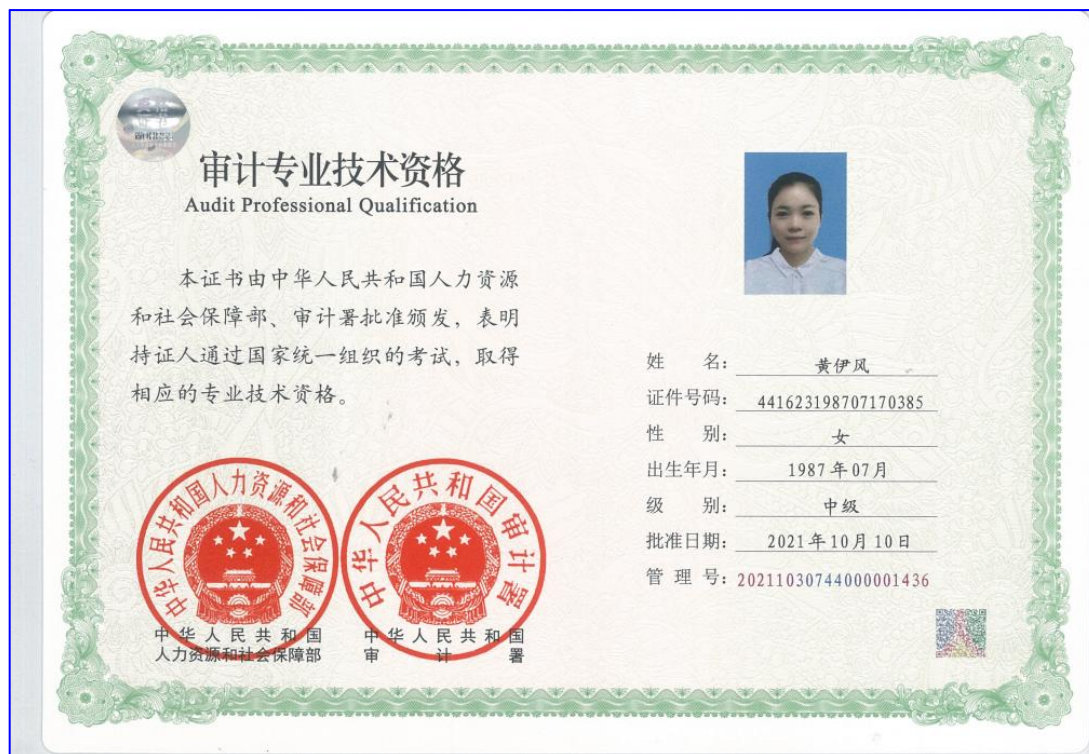 审计专业技术资格
Audit Professional Qualification
本证书由中华人民共和国人力资源
和社会保障部、审计署批准颁发，表明
持证人通过国家统一组织的考试，取得
相应的专业技术资格。
中华人民共和国人力资源和社会保障部
中华人民共和国审计署
中华人民共和国
人力资源和社会保障部
中华人民共和国
审计署
姓名：黄伊风
证件号码：441623198707170385
性别：女
出生年月：1987年07月
级别：中级
批准日期：2021年10月10日
管理号：20211030744000001436